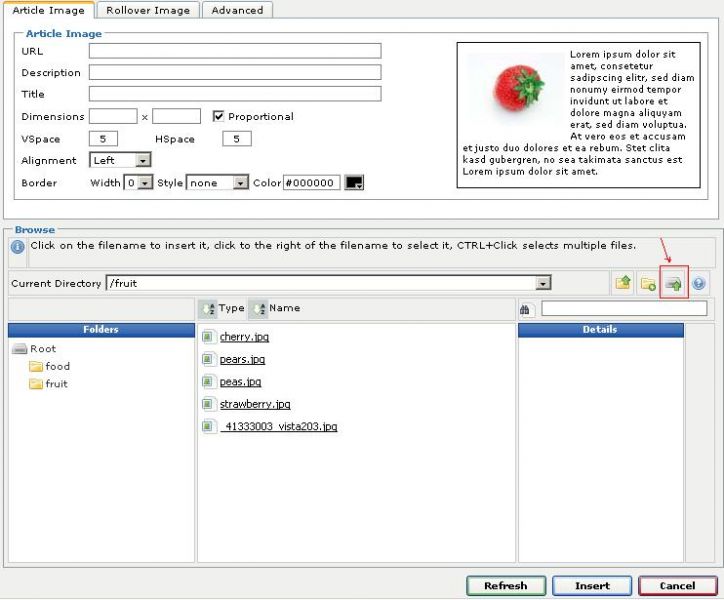 Article Image Rollover Image Advanced
Article Image
URL
Description
Title
Dimensions x Proportional
VSpace 5 HSpace 5
Alignment Left
Border Width 0 Style none Color #000000
Lorem ipsum dolor sit
amet, consetetur
sadipscing elitr, sed diam
nonumy eirmod tempor
invidunt ut labore et
dolore magna aliquyam
erat, sed diam voluptua.
At vero eos et accusam
et justo duo dolores et ea rebum. Stet clita
kasd gubergren, no sea takimata sanctus est
Lorem ipsum dolor sit amet.
Browse
Click on the filename to insert it, click to the right of the filename to select it, CTRL+Click selects multiple files.
Current Directory /fruit
Type Name
Folders
Root
food
fruit
cherry.jpg
pears.jpg
peas.jpg
strawberry.jpg
_41333003_vista203.jpg
Details
Refresh Insert Cancel